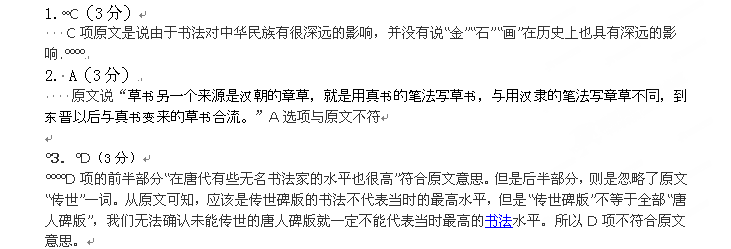 1. C（3分）
C项原文是说由于书法对中华民族有很深远的影响，并没有说“金”“石”“画”在历史上也具有深远的影
响.
2. A（3分）
原文说“草书另一个来源是汉朝的章草，就是用真书的笔法写草书，与用汉隶的笔法写章草不同，到
东晋以后与真书变来的草书合流。”A选项与原文不符
3. D（3分）
D项的前半部分“在唐代有些无名书法家的水平也很高”符合原文意思。但是后半部分，则是忽略了原文
“传世”一词。从原文可知，应该是传世碑版的书法不代表当时的最高水平，但是“传世碑版”不等于全部“唐
人碑版”，我们无法确认未能传世的唐人碑版就一定不能代表当时最高的书法水平。所以D项不符合原文
意思。